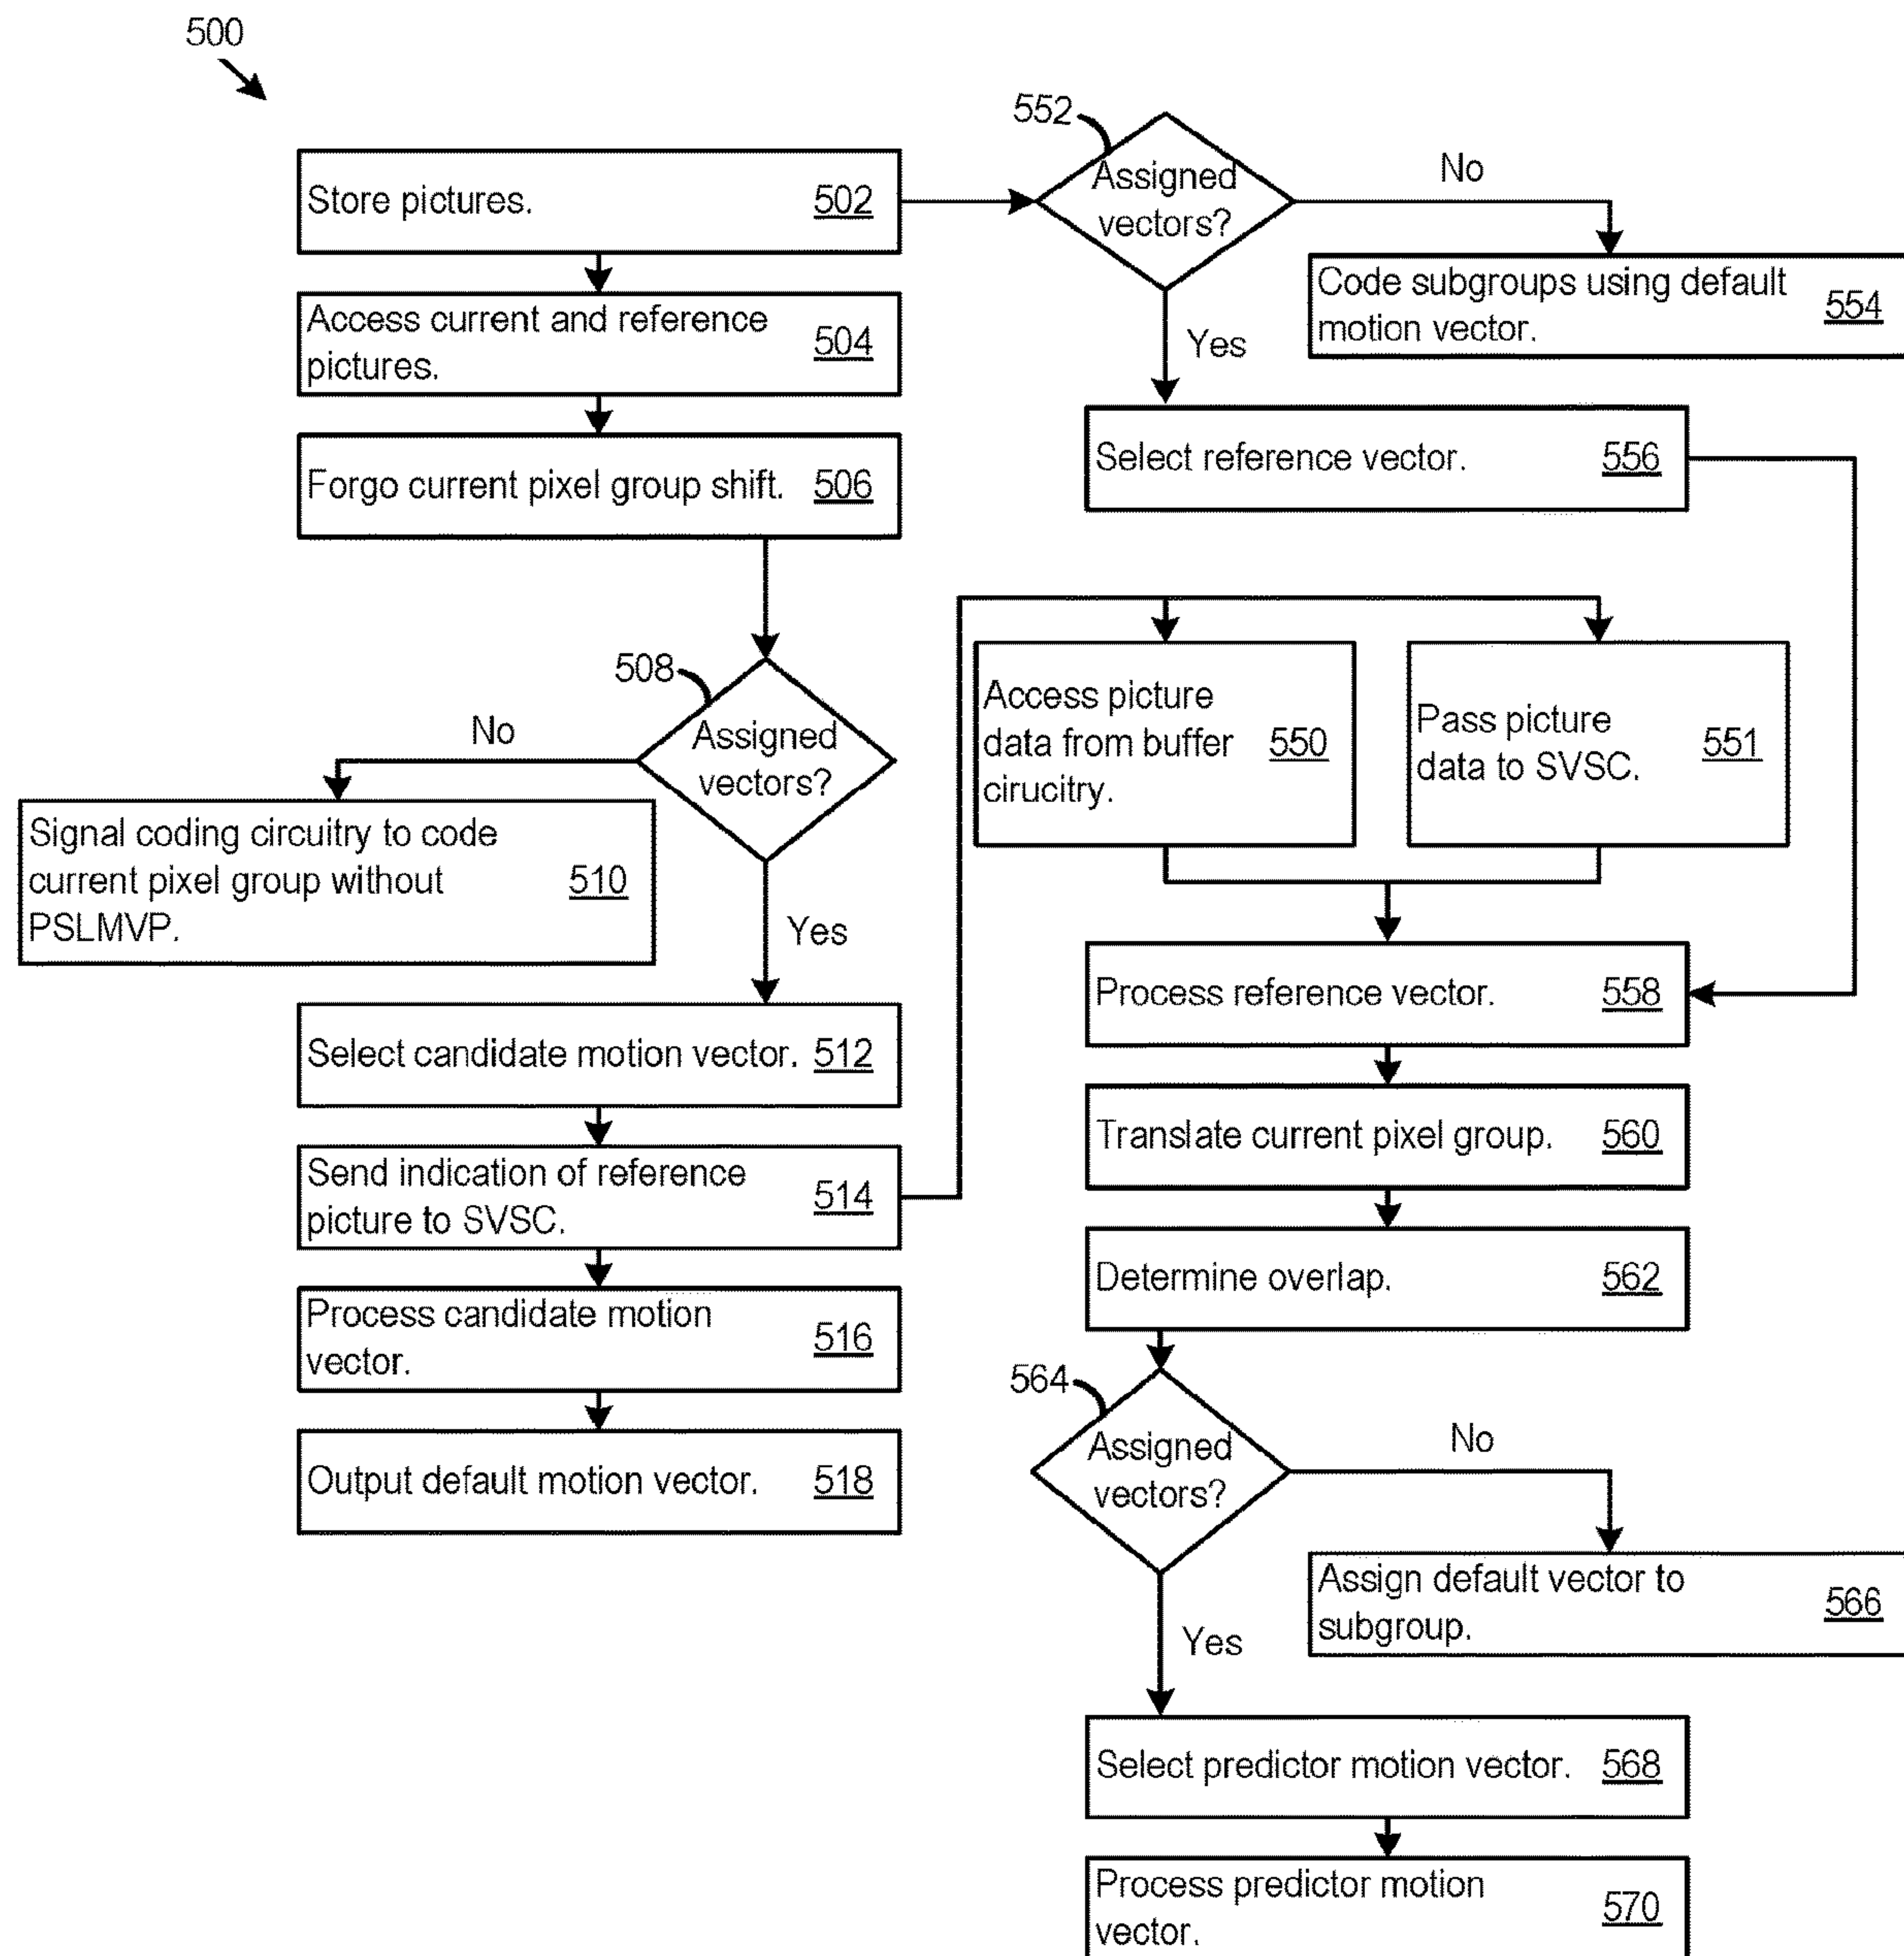 500
Store pictures. 502
Access current and reference
pictures. 504
Forgo current pixel group shift. 506
508
Assigned
vectors?
No
Yes
Signal coding circuitry to code
current pixel group without
PSLMVP. 510
Select candidate motion vector. 512
Send indication of reference
picture to SVSC. 514
Process candidate motion
vector. 516
Output default motion vector. 518
552
Assigned
vectors?
No
Yes
Code subgroups using default
motion vector. 554
Select reference vector. 556
Access picture
data from buffer
cirucitry. 550
Pass picture
data to SVSC. 551
Process reference vector. 558
Translate current pixel group. 560
Determine overlap. 562
564
Assigned
vectors?
No
Yes
Assign default vector to
subgroup. 566
Select predictor motion vector. 568
Process predictor motion
vector. 570